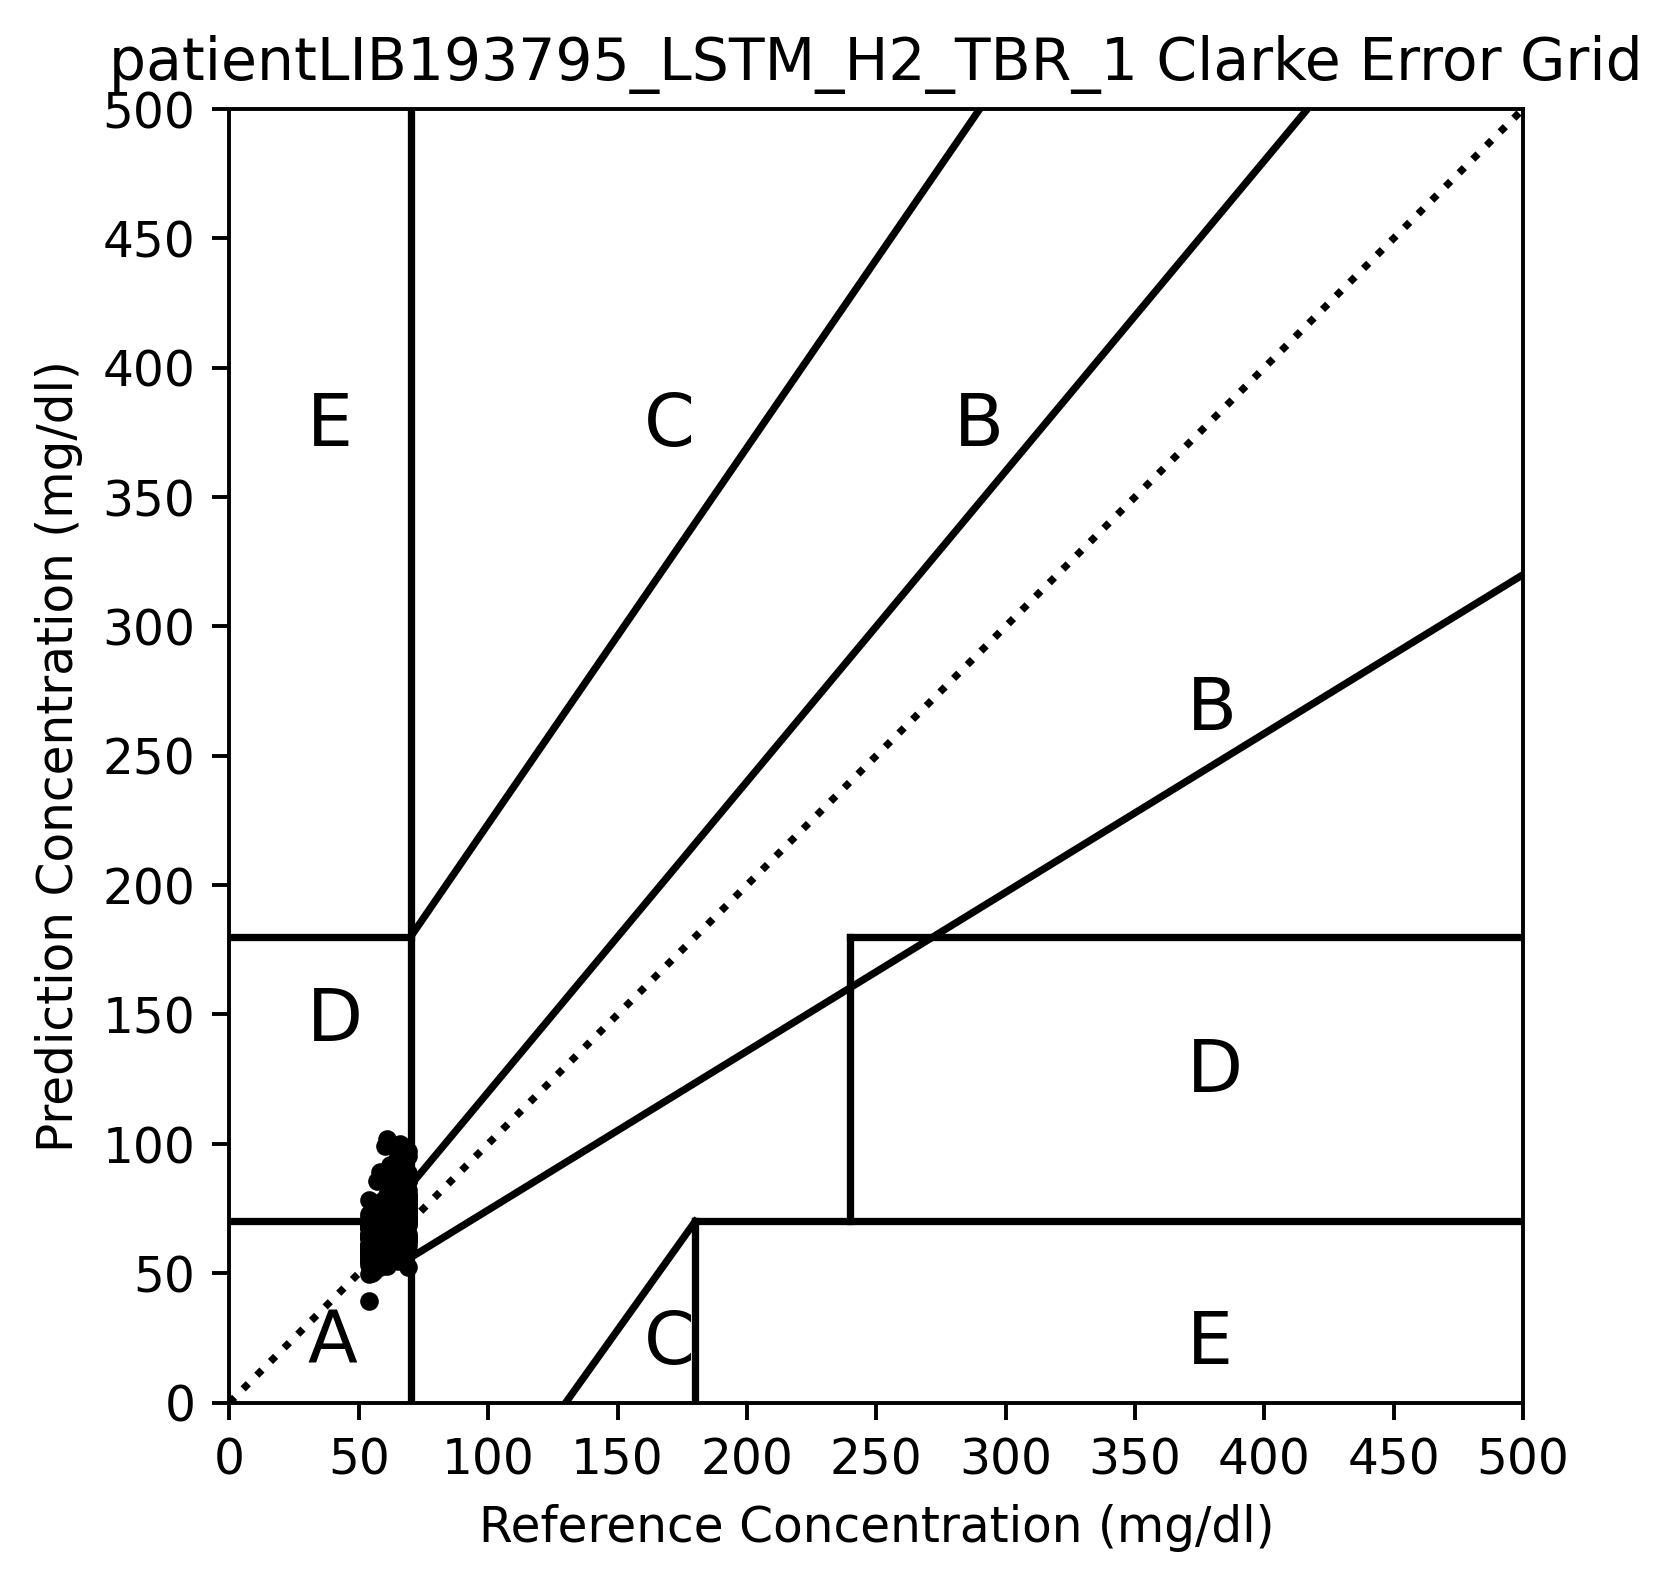 patientLIB193795_LSTM_H2_TBR_1 Clarke Error Grid
500
450
400
350
300
250
200
150
100
50
0
Prediction Concentration (mg/dl)
E
C
B
B
D
D
A
C
E
0 50 100 150 200 250 300 350 400 450 500
Reference Concentration (mg/dl)